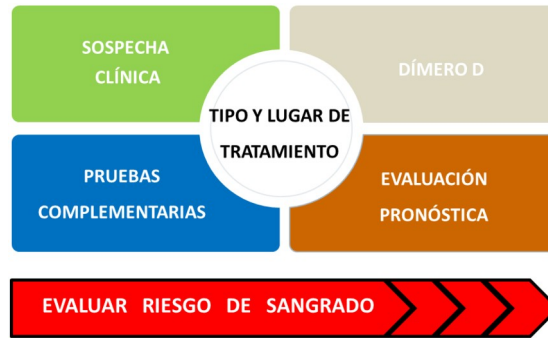 SOSPECHA
CLÍNICA
DÍMERO D
TIPO Y LUGAR DE
TRATAMIENTO
PRUEBAS
COMPLEMENTARIAS
EVALUACIÓN
PRONÓSTICA
EVALUAR RIESGO DE SANGRADO